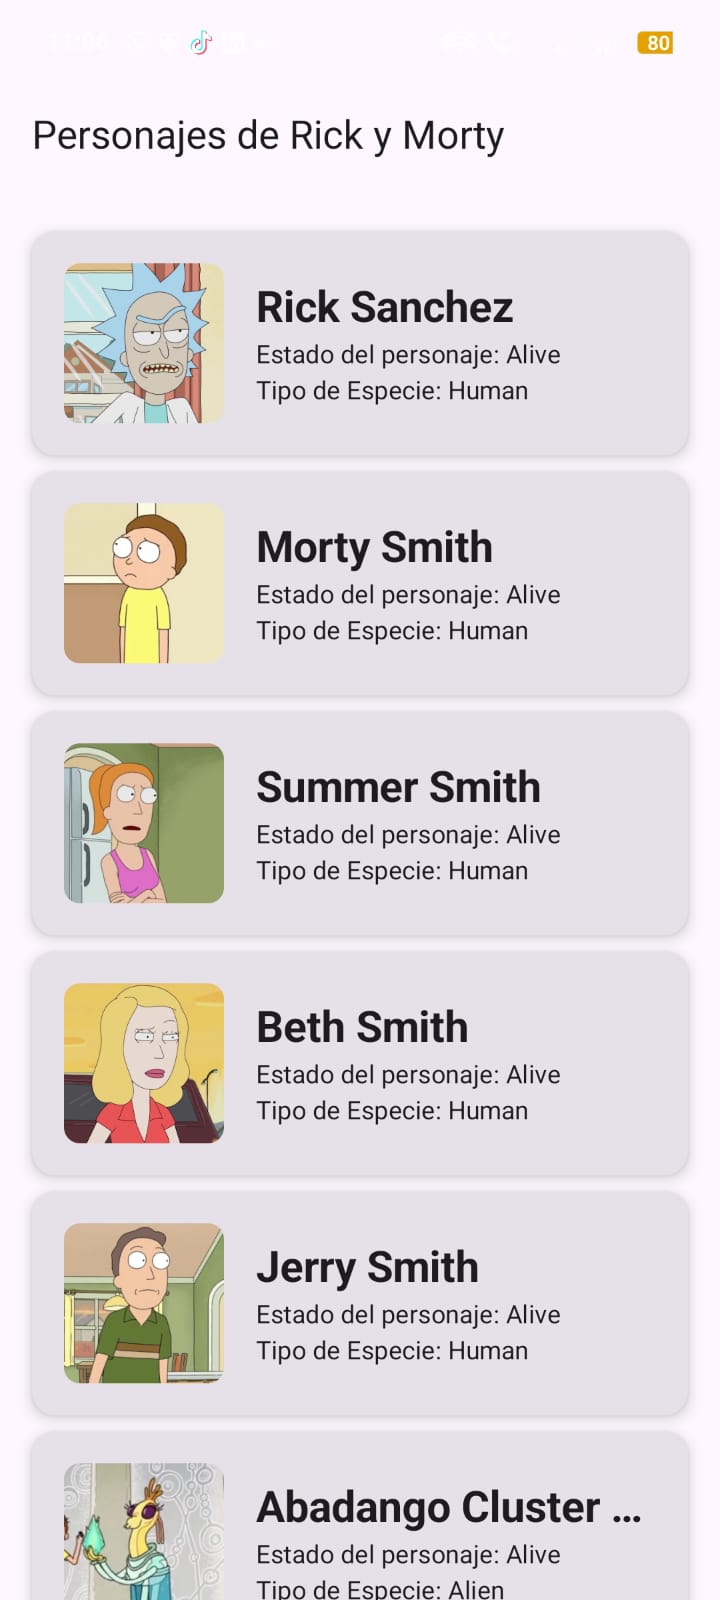 11:06
80
Personajes de Rick y Morty
Rick Sanchez
Estado del personaje: Alive
Tipo de Especie: Human
Morty Smith
Estado del personaje: Alive
Tipo de Especie: Human
Summer Smith
Estado del personaje: Alive
Tipo de Especie: Human
Beth Smith
Estado del personaje: Alive
Tipo de Especie: Human
Jerry Smith
Estado del personaje: Alive
Tipo de Especie: Human
Abadango Cluster ...
Estado del personaje: Alive
Tipo de Especie: Alien